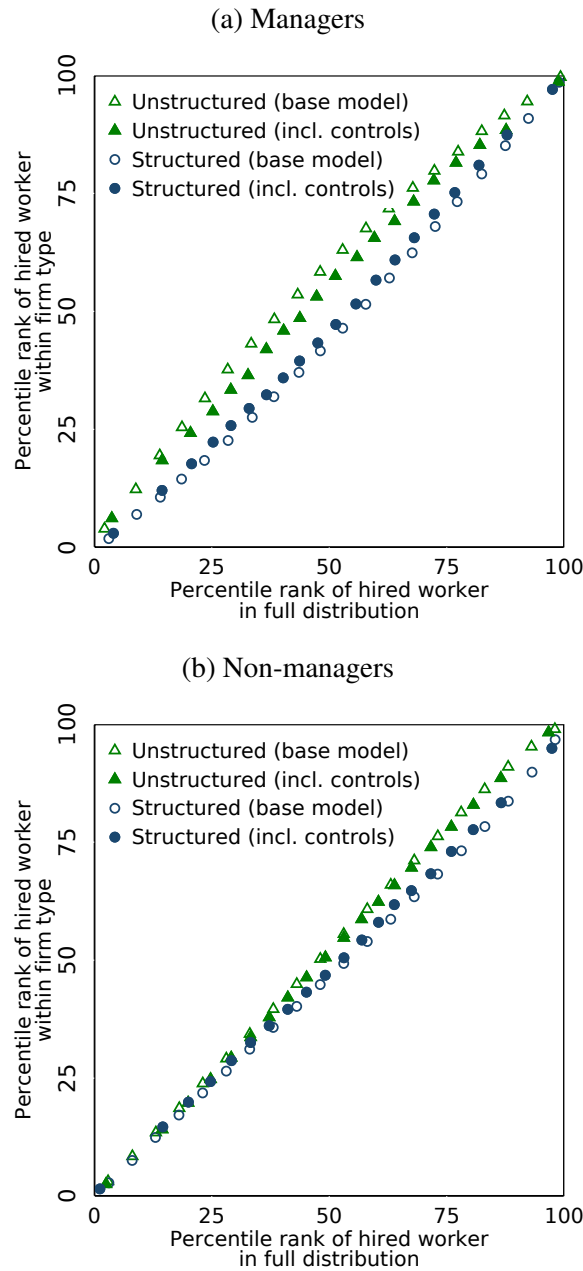 (a) Managers
100
75
50
25
0
Percentile rank of hired worker
within firm type
Unstructured (base model)
Unstructured (incl. controls)
Structured (base model)
Structured (incl. controls)
0 25 50 75 100
Percentile rank of hired worker
in full distribution
(b) Non-managers
100
75
50
25
0
Percentile rank of hired worker
within firm type
Unstructured (base model)
Unstructured (incl. controls)
Structured (base model)
Structured (incl. controls)
0 25 50 75 100
Percentile rank of hired worker
in full distribution